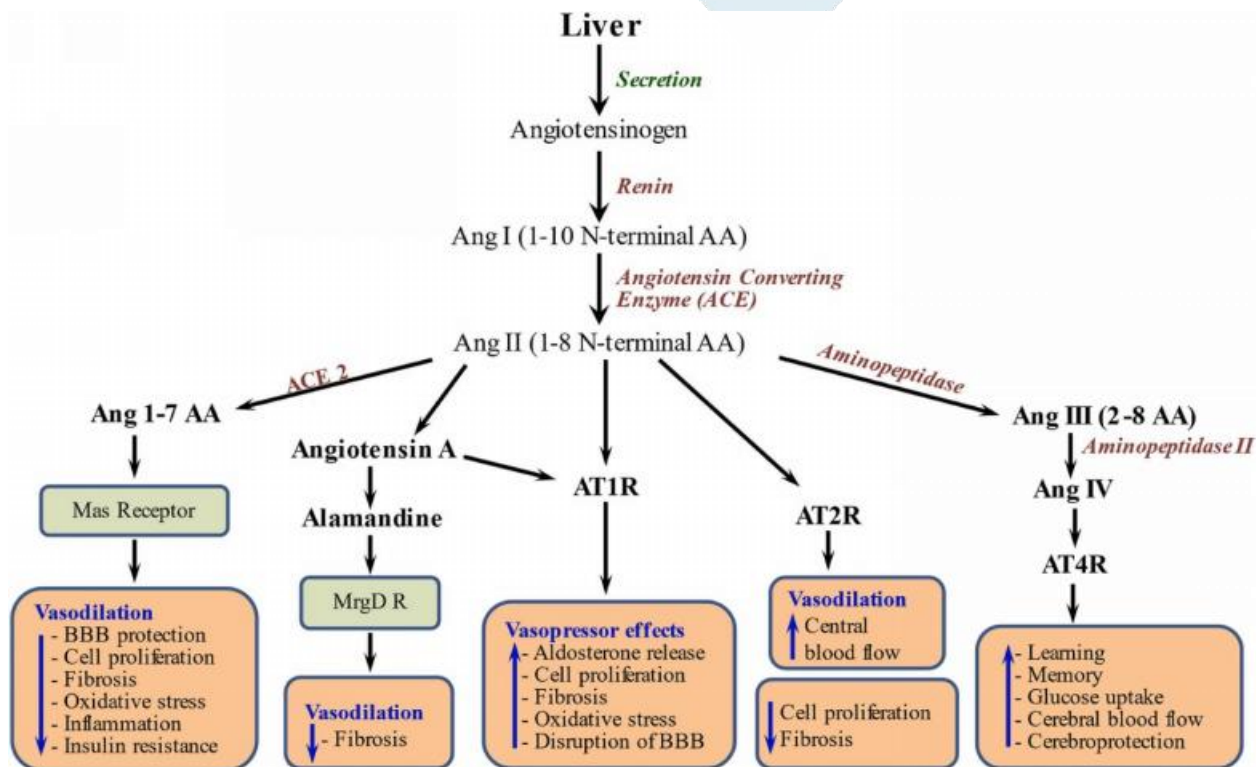 Liver
Secretion
Angiotensinogen
Renin
Ang I (1-10 N-terminal AA)
Angiotensin Converting
Enzyme (ACE)
Ang II (1-8 N-terminal AA)
ACE 2
Aminopeptidase
Ang 1-7 AA
Angiotensin A
AT1R
AT2R
Ang III (2-8 AA)
Aminopeptidase II
Ang IV
AT4R
Mas Receptor
Alamandine
MrgD R
Vasodilation
- BBB protection
- Cell proliferation
- Fibrosis
- Oxidative stress
- Inflammation
- Insulin resistance
Vasodilation
- Fibrosis
Vasopressor effects
- Aldosterone release
- Cell proliferation
- Fibrosis
- Oxidative stress
- Disruption of BBB
Vasodilation
Central
blood flow
Cell proliferation
Fibrosis
- Learning
- Memory
- Glucose uptake
- Cerebral blood flow
- Cerebroprotection